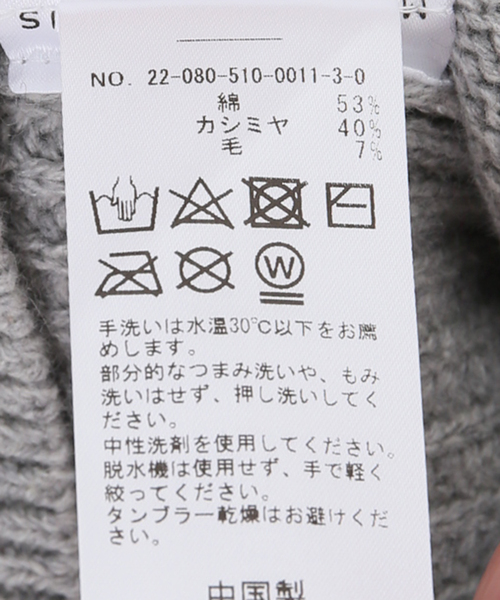 NO. 22-080-510-0011-3-0
綿 53%
カシミヤ 40%
毛 7%
W
手洗いは水温30℃以下をお薦
めします。
部分的なつまみ洗いや、もみ
洗いはせず、押し洗いしてく
ださい。
中性洗剤を使用してください。
脱水機は使用せず、手で軽く
絞ってください。
タンブラー乾燥はお避けくだ
さい。
中国製